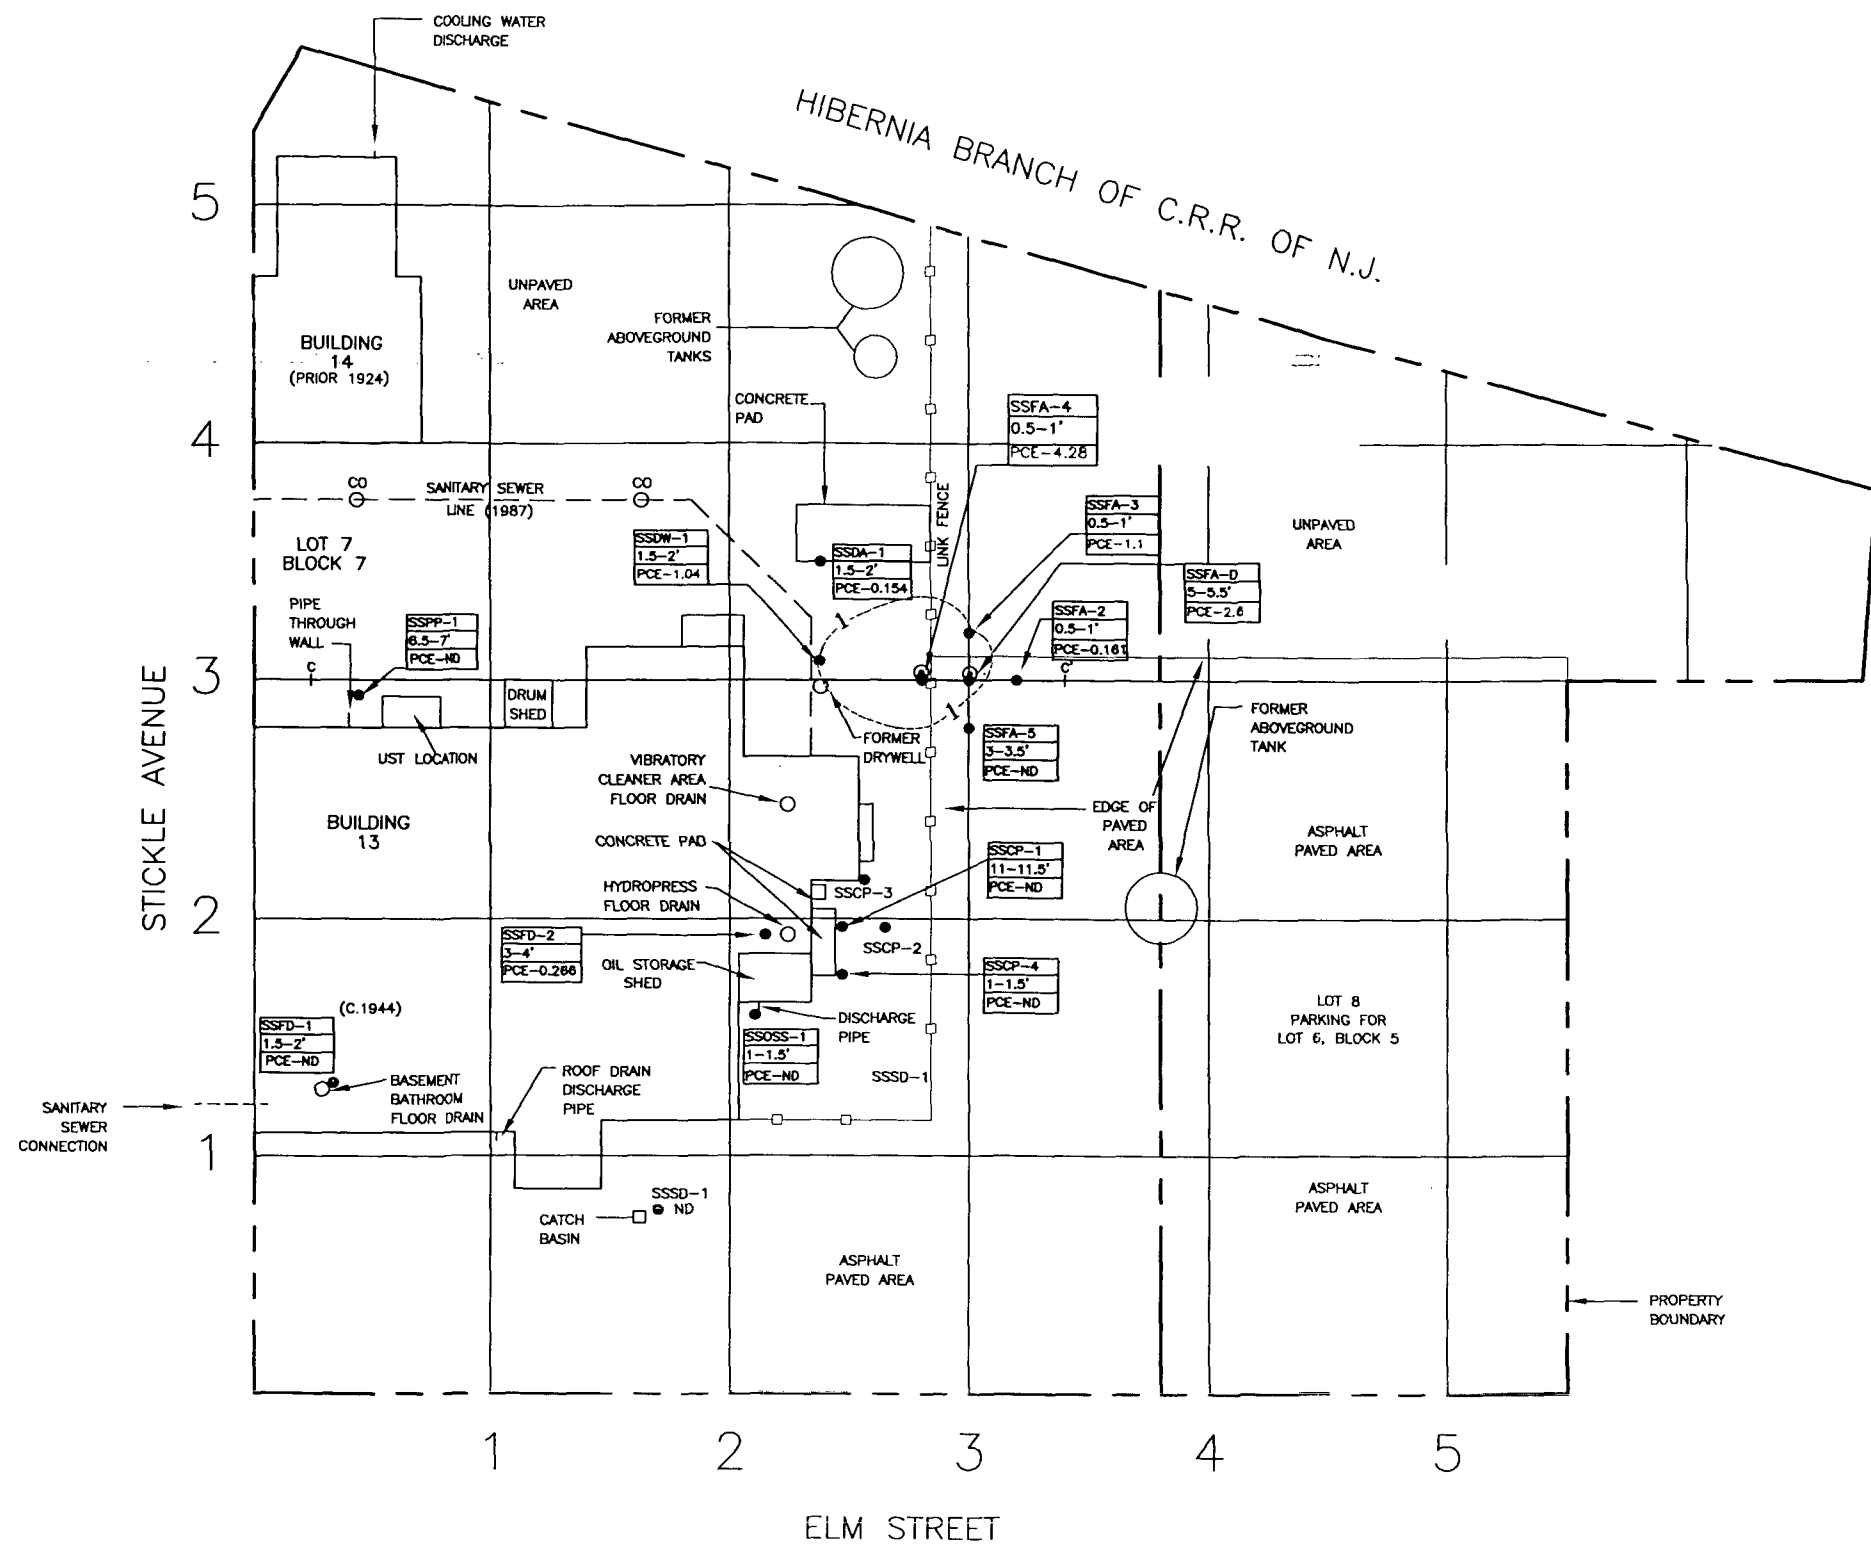 COOLING WATER
DISCHARGE
HIBERNIA BRANCH OF C.R.R. OF N.J.
5
UNPAVED
AREA
FORMER
ABOVEGROUND
TANKS
BUILDING
14
(PRIOR 1924)
CONCRETE
PAD
SSFA-4
0.5-1'
PCE-4.28
4
CO
SANITARY SEWER
LINE (1987)
CO
LINK FENCE
SSFA-3
0.5-1'
PCE-1.1
UNPAVED
AREA
LOT 7
BLOCK 7
SSDW-1
1.5-2'
PCE-1.04
SSDA-1
1.5-2'
PCE-0.154
SSFA-D
5-5.5'
PCE-2.6
PIPE
THROUGH
WALL
SSPP-1
6.5-7'
PCE-ND
1
SSFA-2
0.5-1'
PCE-0.161
3
C
C'
DRUM
SHED
1
UST LOCATION
FORMER
DRYWELL
SSFA-5
3-3.5'
PCE-ND
FORMER
ABOVEGROUND
TANK
VIBRATORY
CLEANER AREA
FLOOR DRAIN
EDGE OF
PAVED
AREA
STICKLE AVENUE
BUILDING
13
CONCRETE PAD
SSCP-1
11-11.5'
PCE-ND
ASPHALT
PAVED AREA
HYDROPRESS
FLOOR DRAIN
SSCP-3
2
SSFD-2
3-4'
PCE-0.266
SSCP-2
OIL STORAGE
SHED
SSCP-4
1-1.5'
PCE-ND
(C.1944)
LOT 8
PARKING FOR
LOT 6, BLOCK 5
SSFD-1
1.5-2'
PCE-ND
DISCHARGE
PIPE
SSOSS-1
1-1.5'
PCE-ND
SSSD-1
BASEMENT
BATHROOM
FLOOR DRAIN
ROOF DRAIN
DISCHARGE
PIPE
SANITARY
SEWER
CONNECTION
1
SSSD-1
ND
CATCH
BASIN
ASPHALT
PAVED AREA
ASPHALT
PAVED AREA
PROPERTY
BOUNDARY
1
2
3
4
5
ELM STREET